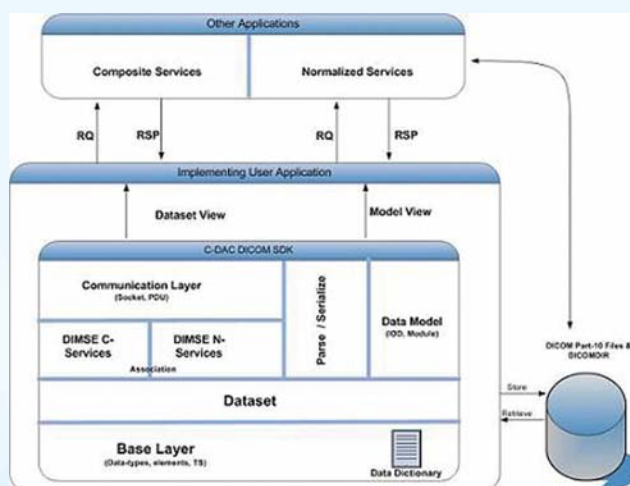 Other Applications
Composite Services
Normalized Services
RQ
RSP
RQ
RSP
Implementing User Application
Dataset View
Model View
C-DAC DICOM SDK
Communication Layer
(Socket, PDU)
Parse / Serialize
Data Model
(IOD, Module)
DIMSE C-
Services
DIMSE N-
Services
Association
Dataset
Base Layer
(Data-types, elements, TS)
Data Dictionary
DICOM Part-10 Files &
DICOMDIR
Store
Retrieve